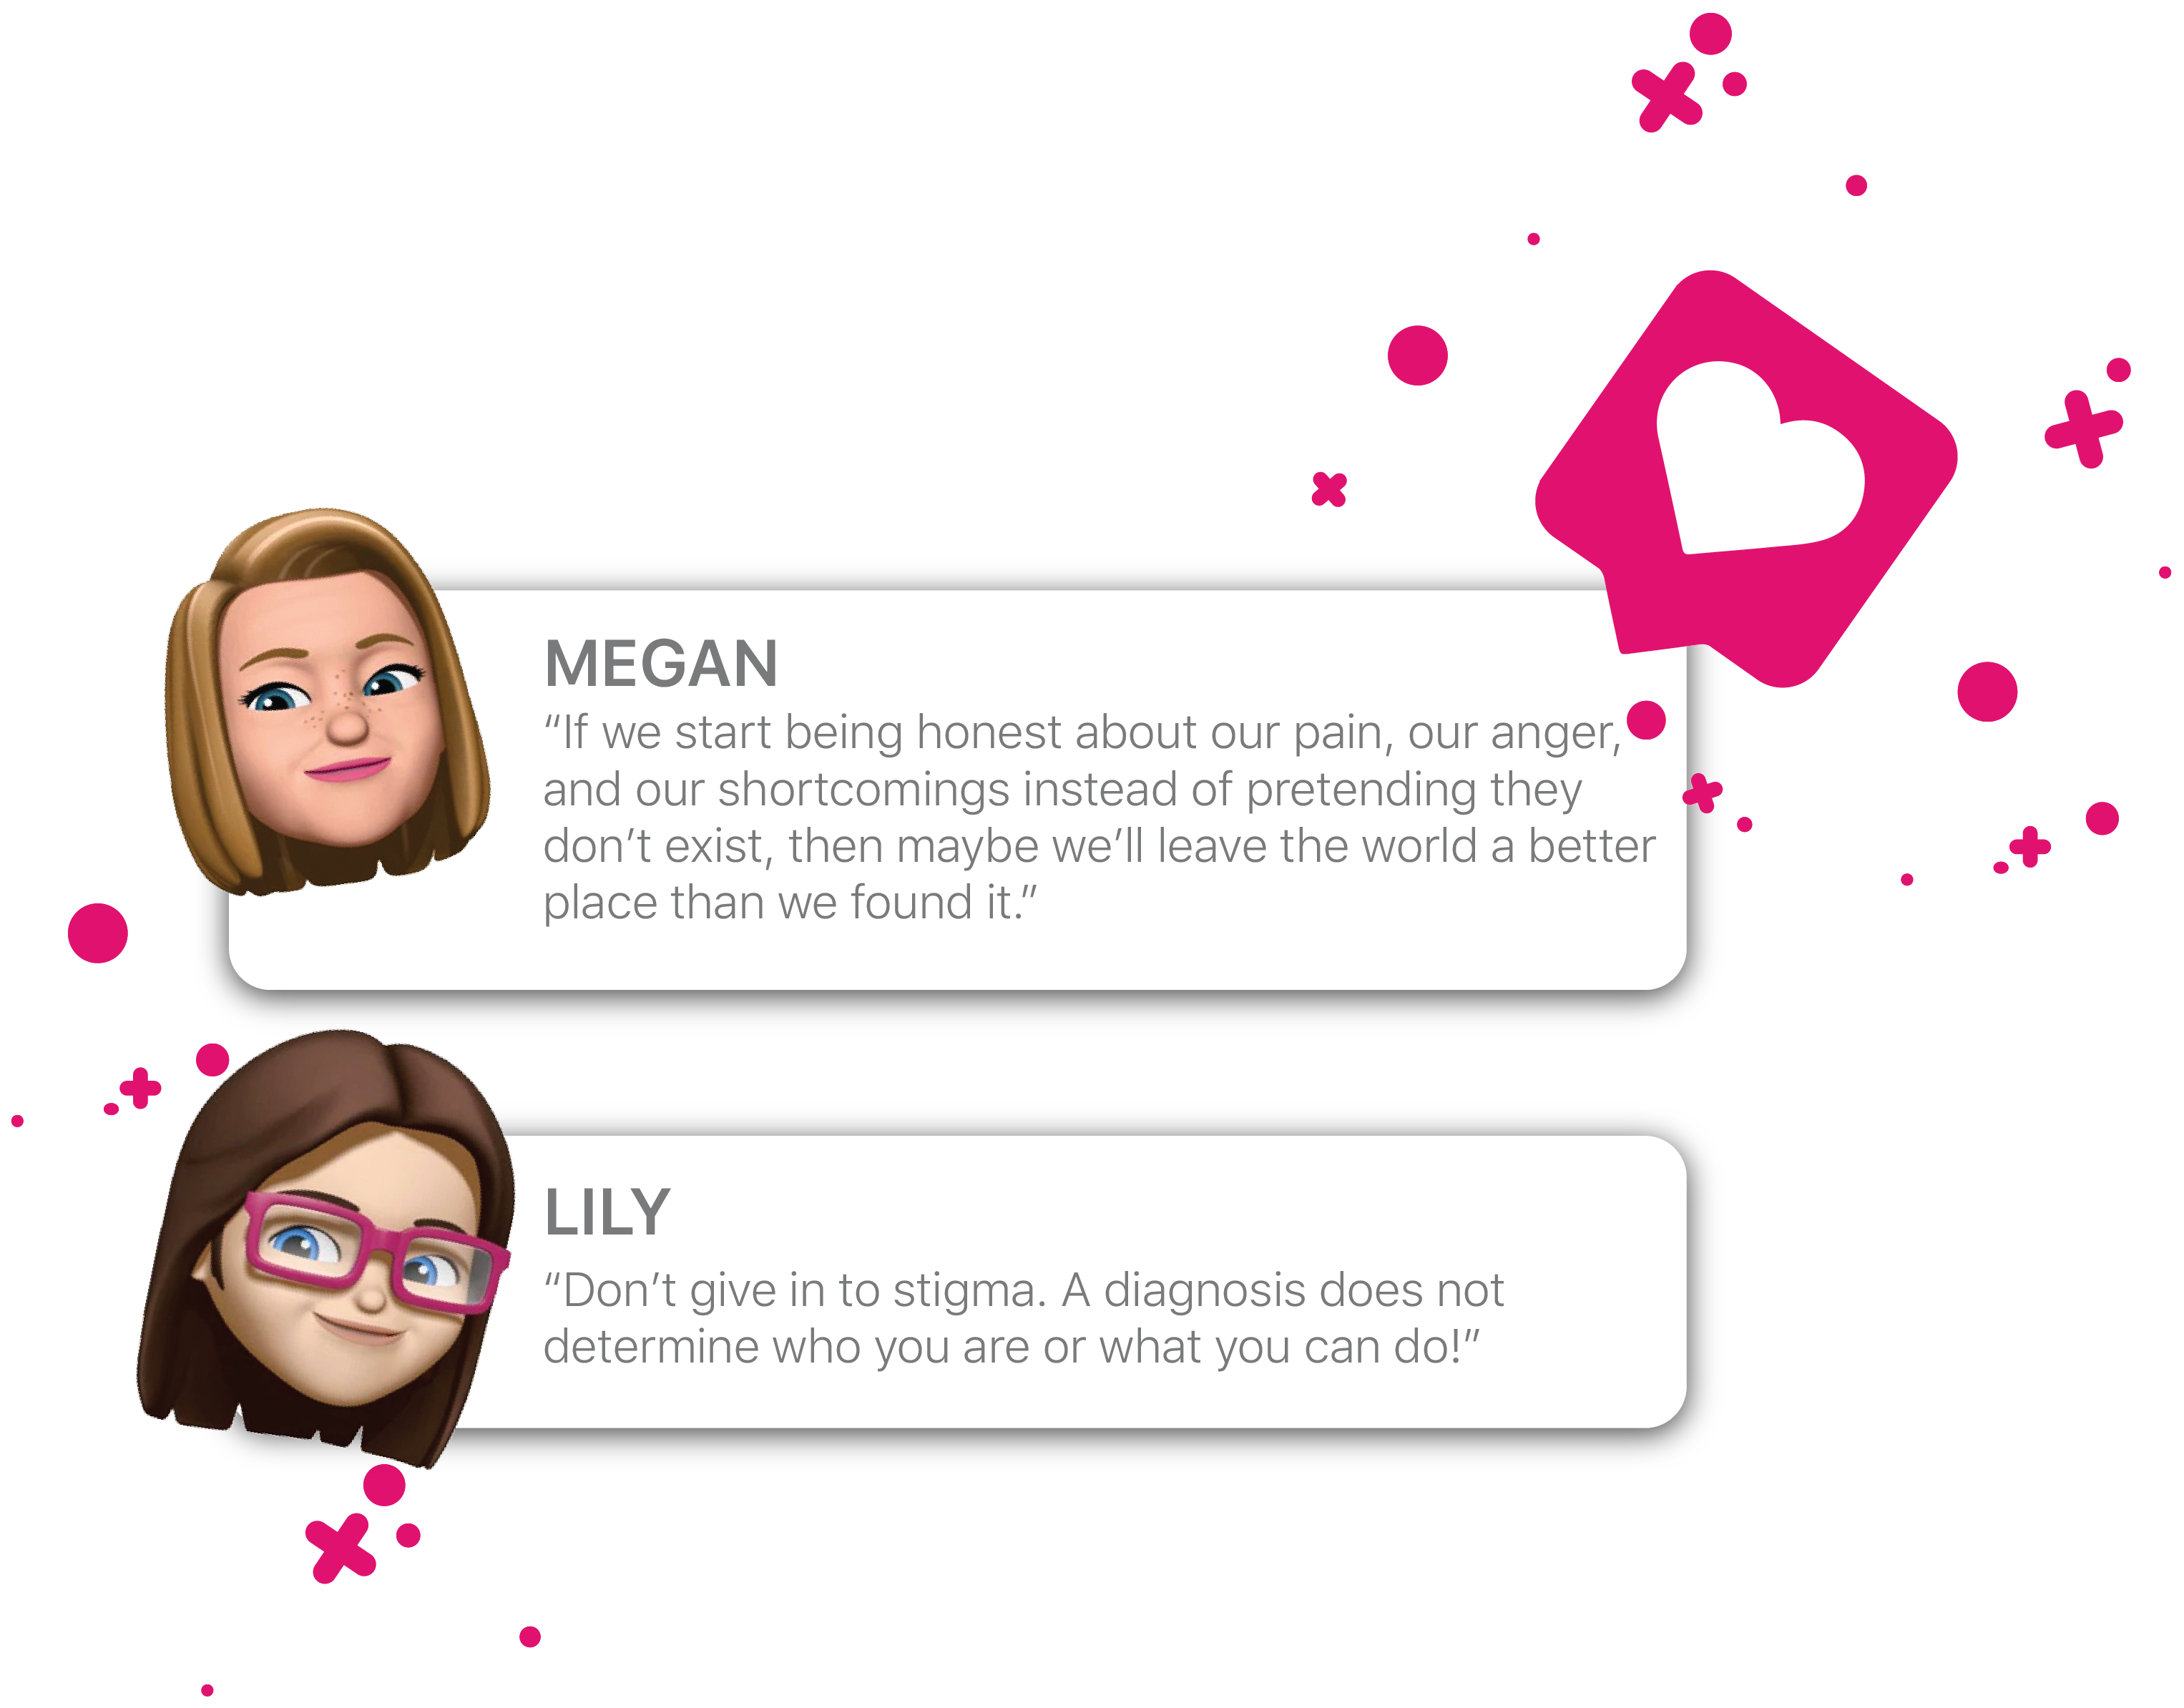 MEGAN
“If we start being honest about our pain, our anger,
and our shortcomings instead of pretending they
don’t exist, then maybe we’ll leave the world a better
place than we found it.”
LILY
“Don’t give in to stigma. A diagnosis does not
determine who you are or what you can do!”